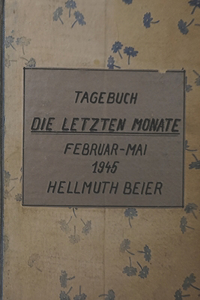 TAGEBUCH
DIE LETZTEN MONATE
FEBRUAR-MAI
1945
HELLMUTH BEIER